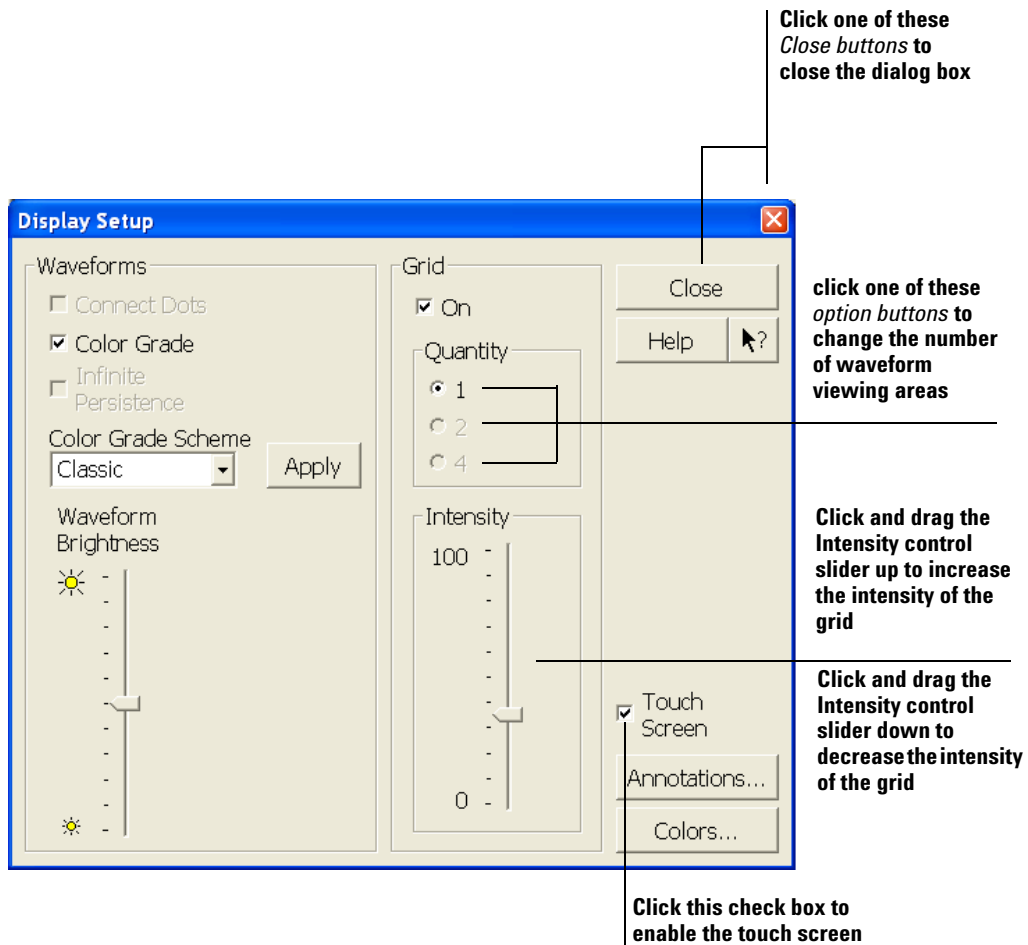 Click one of these
Close buttons to
close the dialog box
Display Setup
Waveforms
Connect Dots
Color Grade
Infinite
Persistence
Color Grade Scheme
Classic
Apply
Waveform
Brightness
Grid
On
Quantity
1
2
4
Intensity
100
0
Close
Help
?
Touch
Screen
Annotations...
Colors...
click one of these
option buttons to
change the number
of waveform
viewing areas
Click and drag the
Intensity control
slider up to increase
the intensity of the
grid
Click and drag the
Intensity control
slider down to
decrease the intensity
of the grid
Click this check box to
enable the touch screen